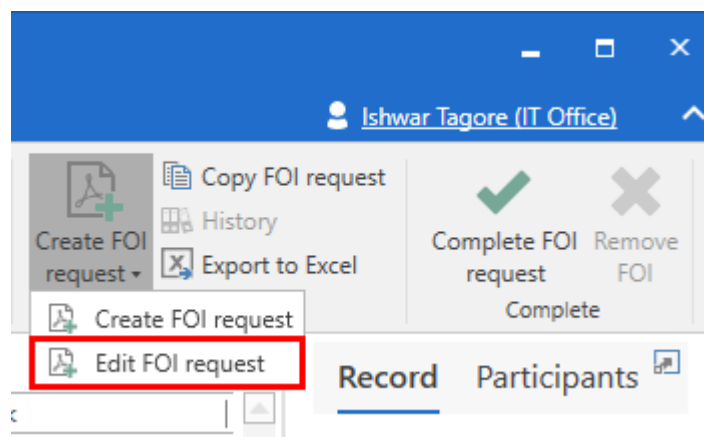 Ishwar Tagore (IT Office)
Create FOI
request
Copy FOI request
History
Export to Excel
Complete FOI
request
Remove
FOI
Complete
Create FOI request
Edit FOI request
Record
Participants